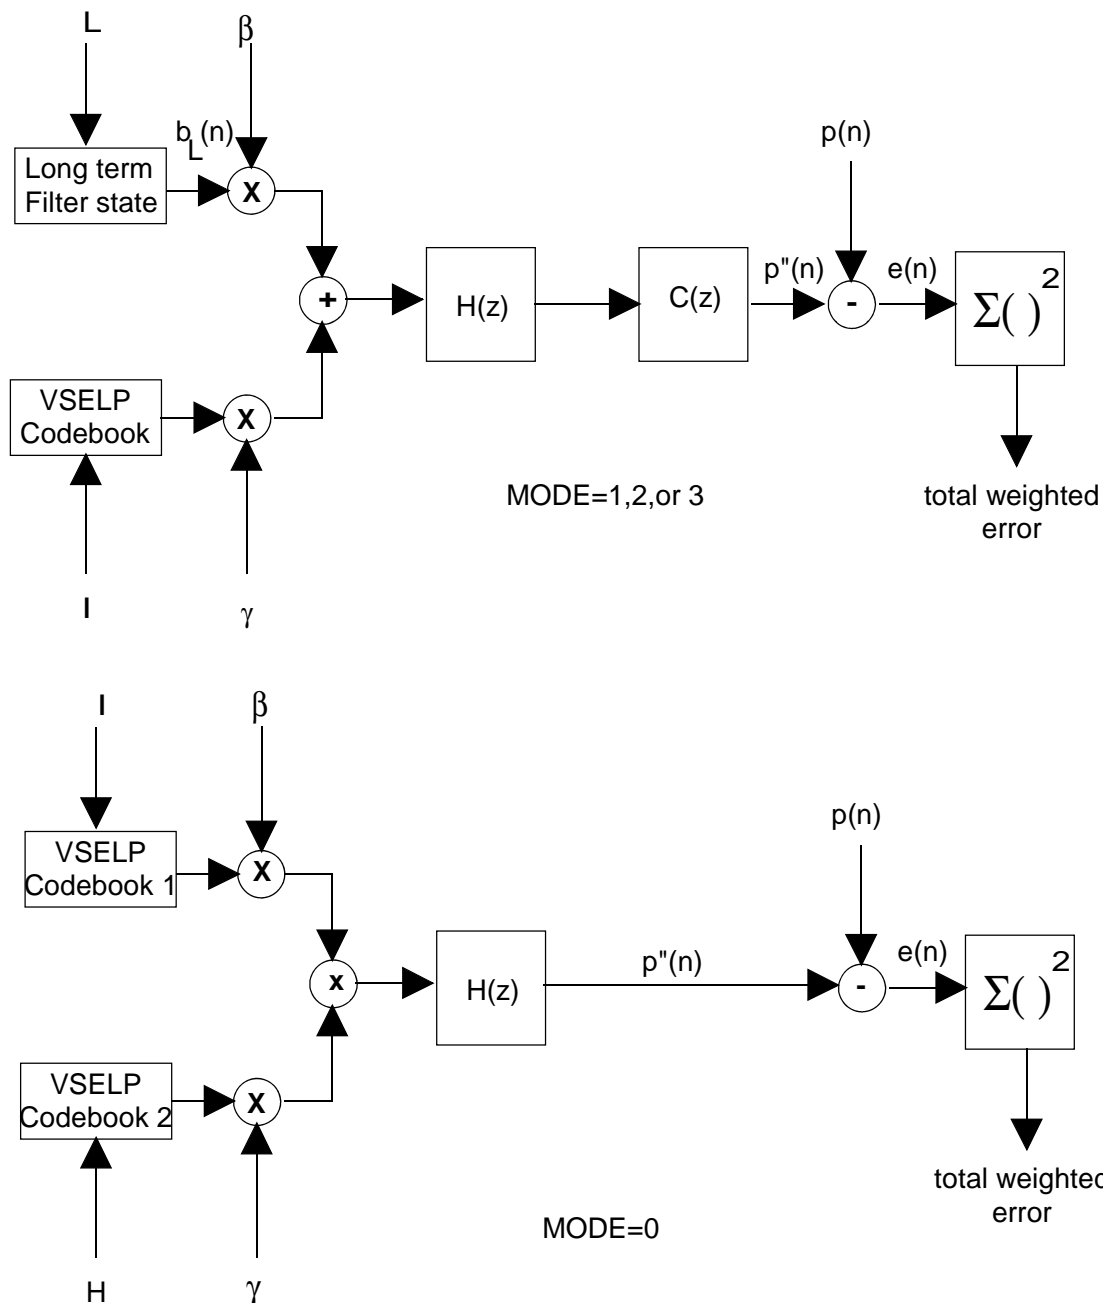 L
β
b_L(n)
p(n)
Long term
Filter state
X
H(z)
C(z)
p"(n)
e(n)
Σ( )²
+
-
VSELP
Codebook
X
MODE=1,2,or 3
total weighted
error
I
γ
I
β
p(n)
VSELP
Codebook 1
X
H(z)
p"(n)
e(n)
Σ( )²
x
-
VSELP
Codebook 2
X
total weighted
error
MODE=0
H
γ